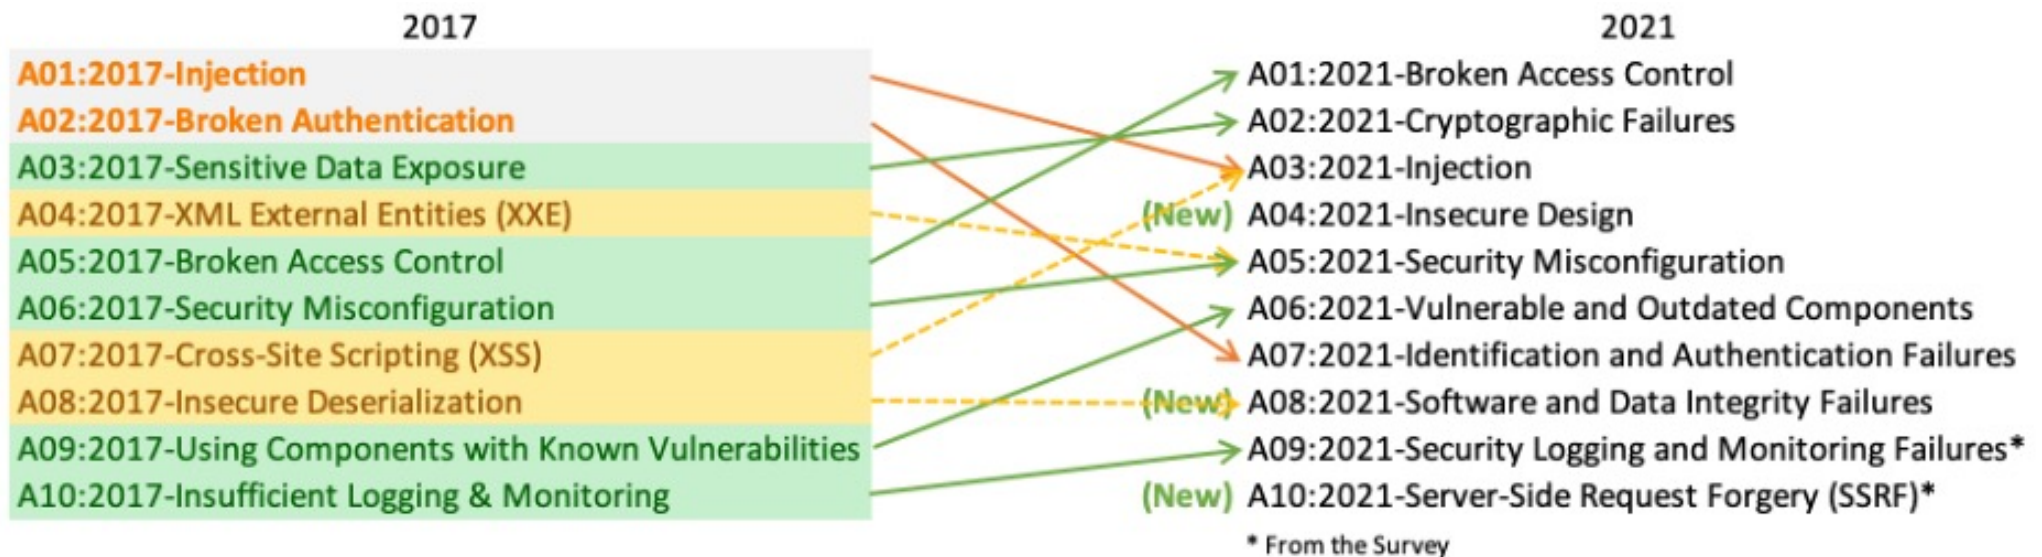 2017
A01:2017-Injection
A02:2017-Broken Authentication
A03:2017-Sensitive Data Exposure
A04:2017-XML External Entities (XXE)
A05:2017-Broken Access Control
A06:2017-Security Misconfiguration
A07:2017-Cross-Site Scripting (XSS)
A08:2017-Insecure Deserialization
A09:2017-Using Components with Known Vulnerabilities
A10:2017-Insufficient Logging & Monitoring
2021
A01:2021-Broken Access Control
A02:2021-Cryptographic Failures
A03:2021-Injection
(New) A04:2021-Insecure Design
A05:2021-Security Misconfiguration
A06:2021-Vulnerable and Outdated Components
A07:2021-Identification and Authentication Failures
(New) A08:2021-Software and Data Integrity Failures
A09:2021-Security Logging and Monitoring Failures*
(New) A10:2021-Server-Side Request Forgery (SSRF)*
* From the Survey